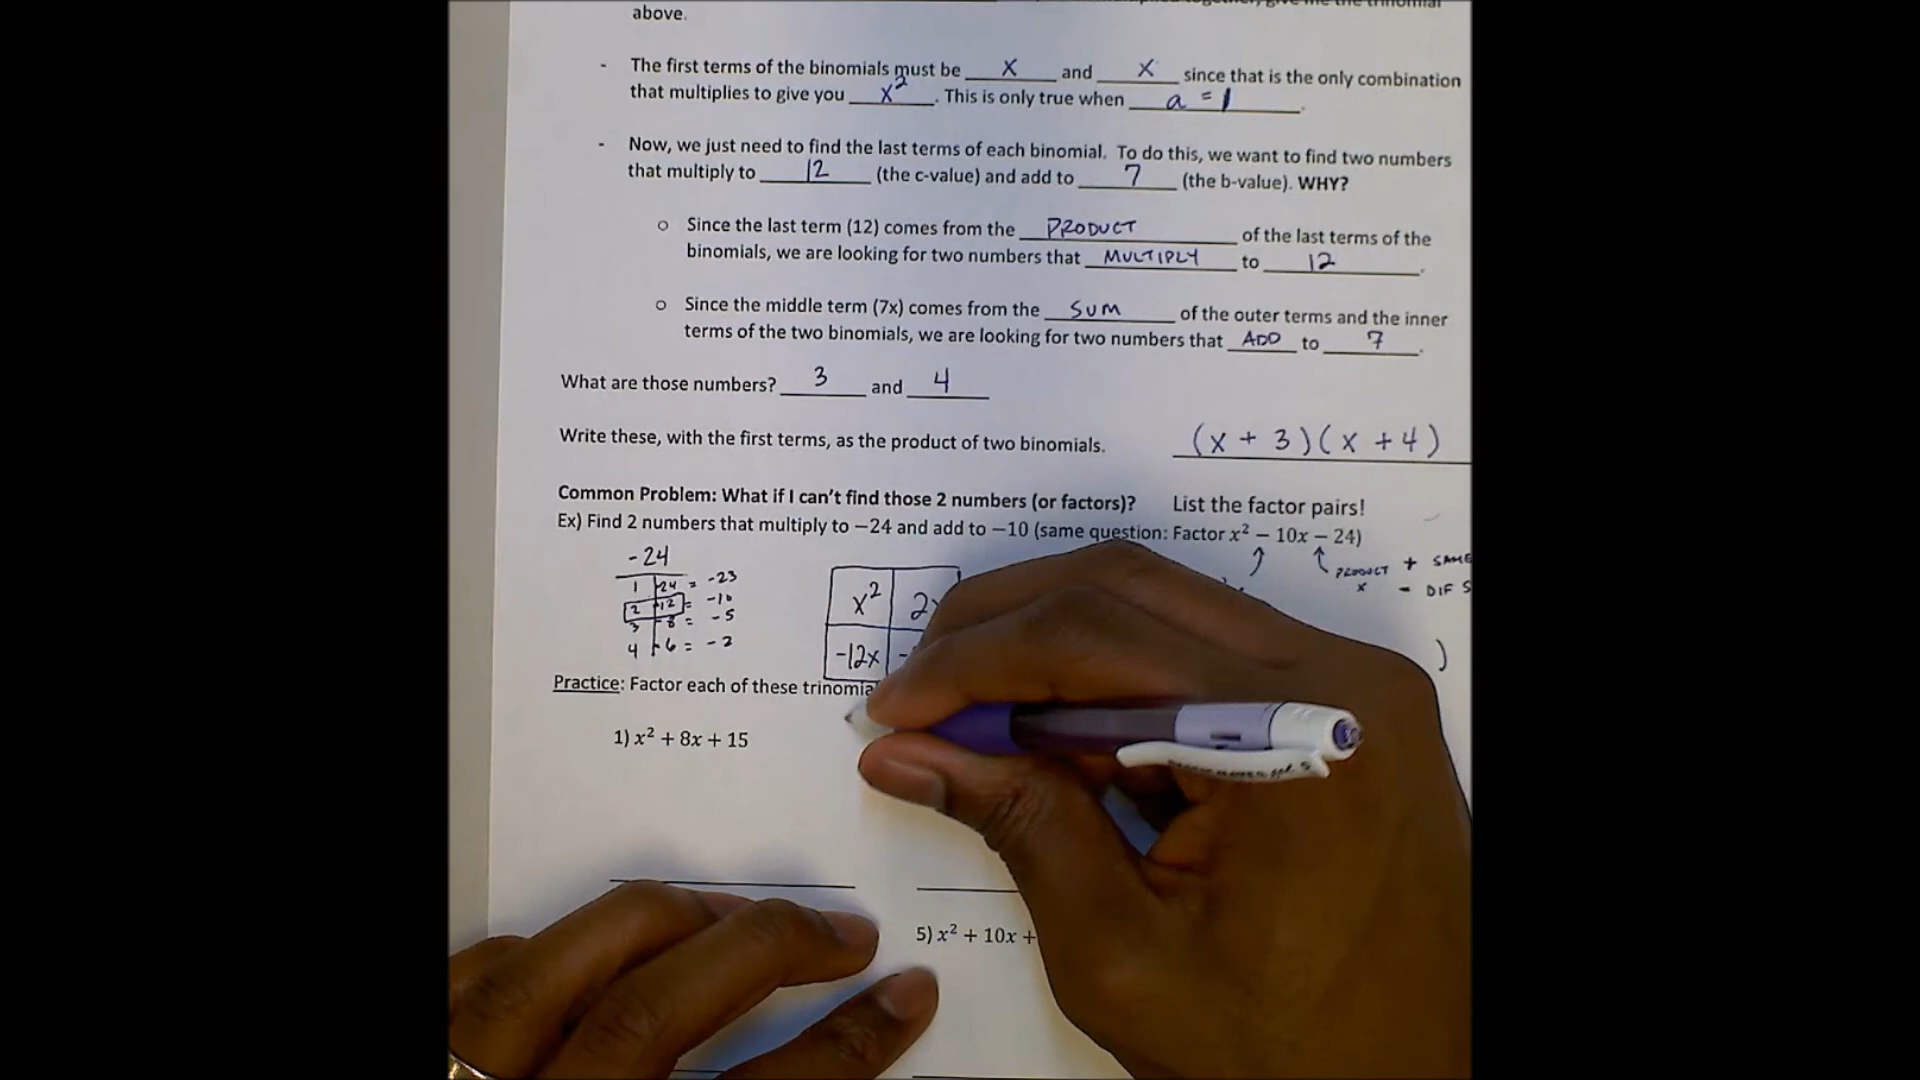 above.
- The first terms of the binomials must be x and x since that is the only combination
that multiplies to give you x². This is only true when a = 1.
- Now, we just need to find the last terms of each binomial. To do this, we want to find two numbers
that multiply to 12 (the c-value) and add to 7 (the b-value). WHY?
o Since the last term (12) comes from the PRODUCT of the last terms of the
binomials, we are looking for two numbers that MULTIPLY to 12.
o Since the middle term (7x) comes from the SUM of the outer terms and the inner
terms of the two binomials, we are looking for two numbers that ADD to 7.
What are those numbers? 3 and 4
Write these, with the first terms, as the product of two binomials. (x + 3)(x + 4)
Common Problem: What if I can't find those 2 numbers (or factors)? List the factor pairs!
Ex) Find 2 numbers that multiply to −24 and add to −10 (same question: Factor x² − 10x − 24)
-24
1 -24 = -23
2 -12 = -10
3 -8 = -5
4 -6 = -2
x²
-12x
PRODUCT + SAME
x - DIF S
)
Practice: Factor each of these
1) x² + 8x + 15
5) x² + 10x +